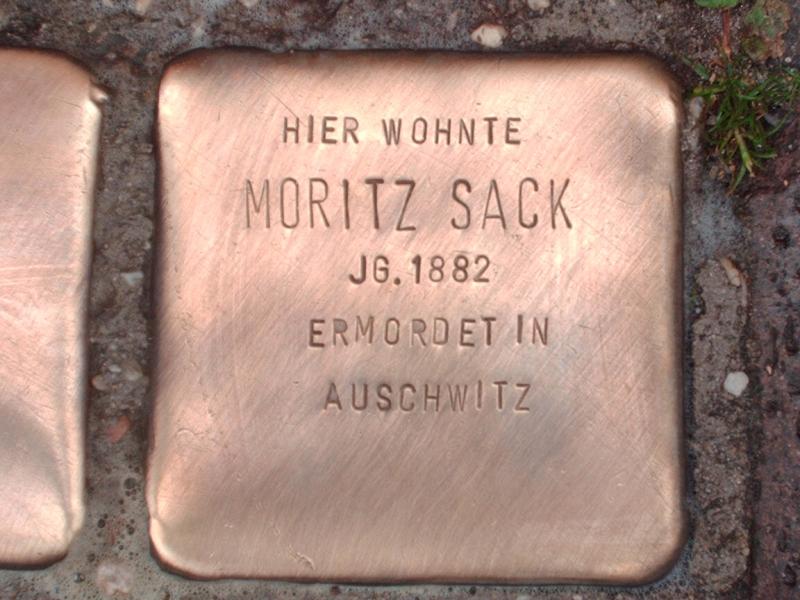 HIER WOHNTE
MORITZ SACK
JG.1882
ERMORDET IN
AUSCHWITZ